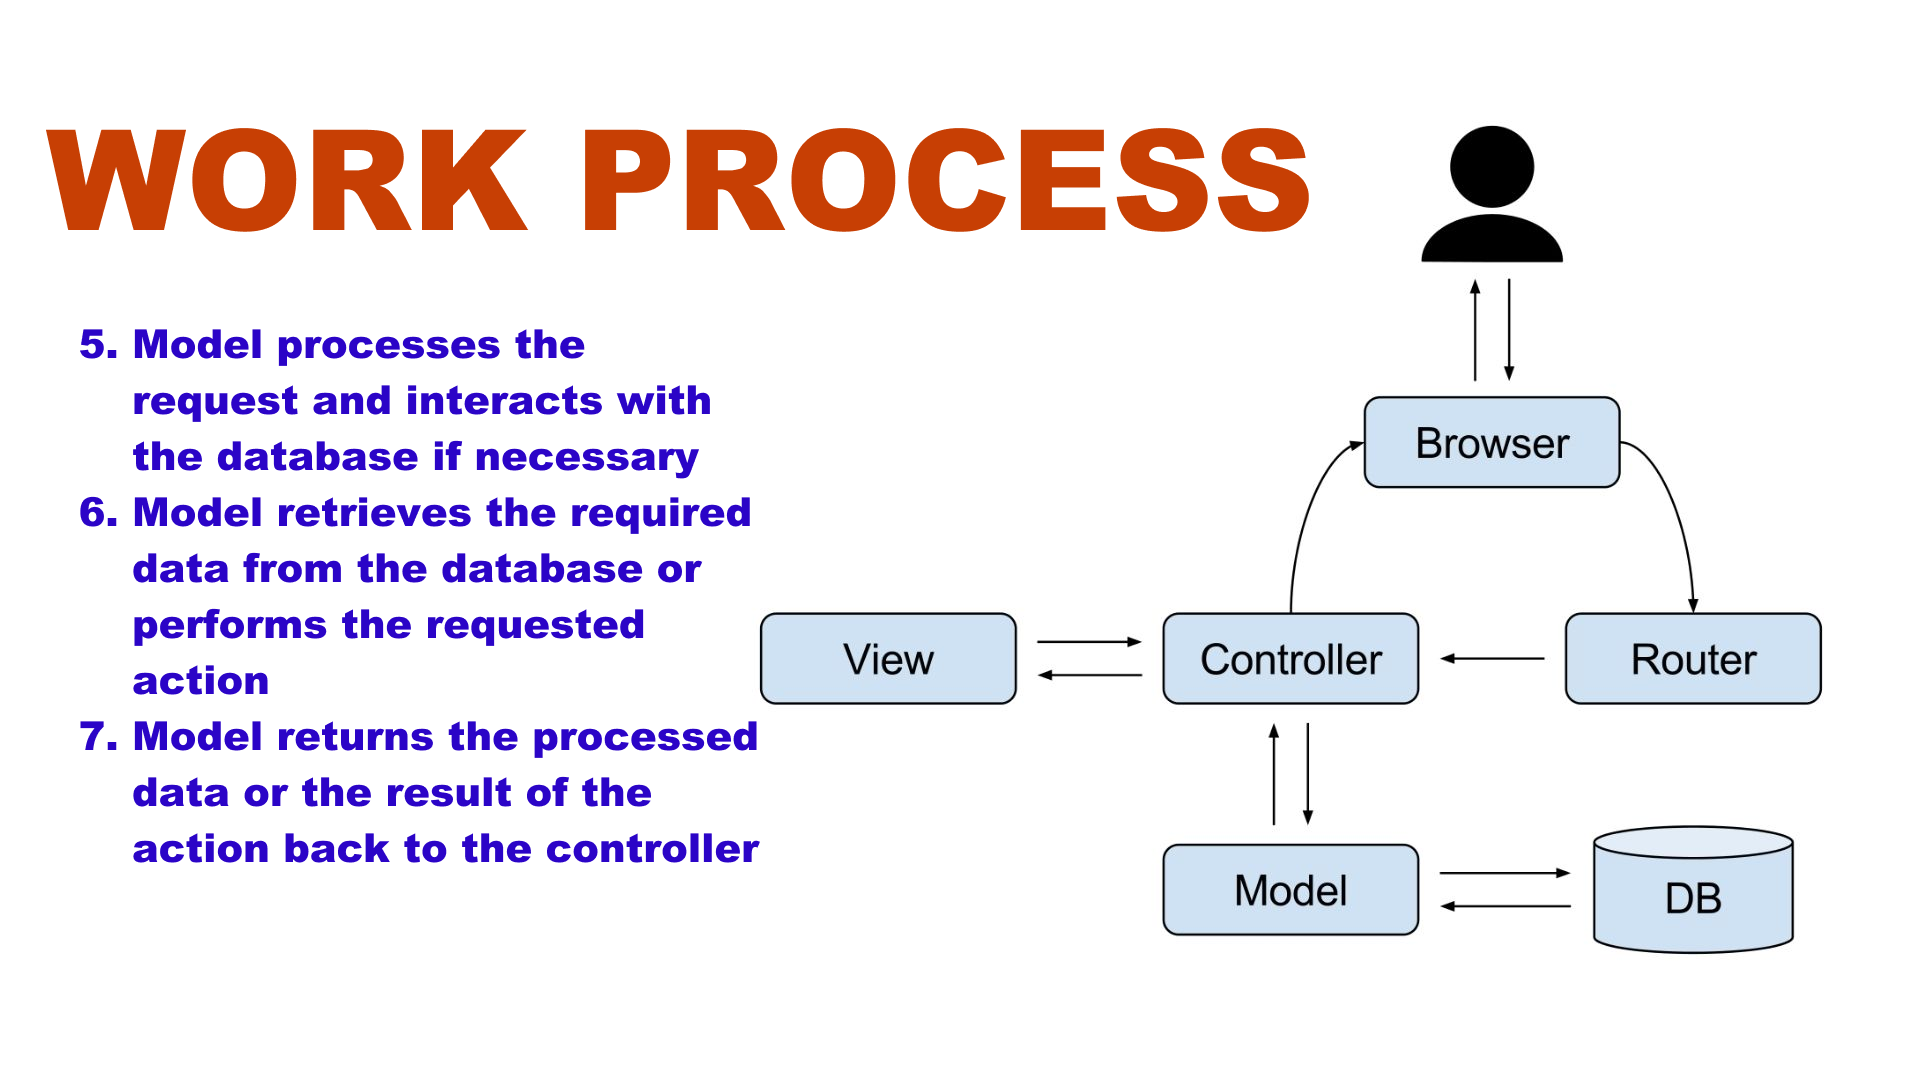 WORK PROCESS
5. Model processes the
request and interacts with
the database if necessary
6. Model retrieves the required
data from the database or
performs the requested
action
7. Model returns the processed
data or the result of the
action back to the controller
Browser
View
Controller
Router
Model
DB